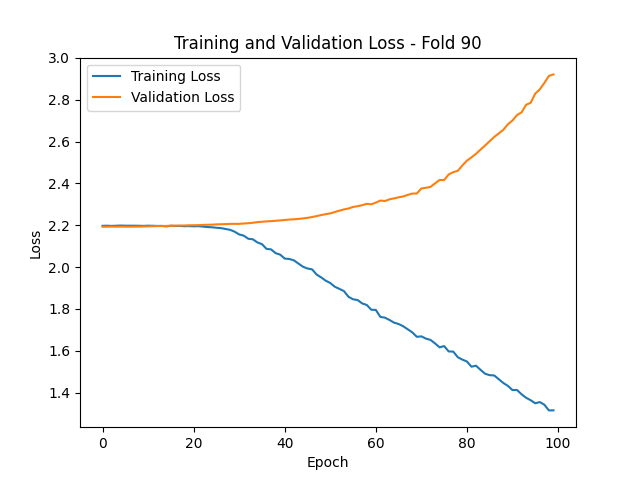 Training and Validation Loss - Fold 90
Training Loss
Validation Loss
Loss
3.0
2.8
2.6
2.4
2.2
2.0
1.8
1.6
1.4
0 20 40 60 80 100
Epoch